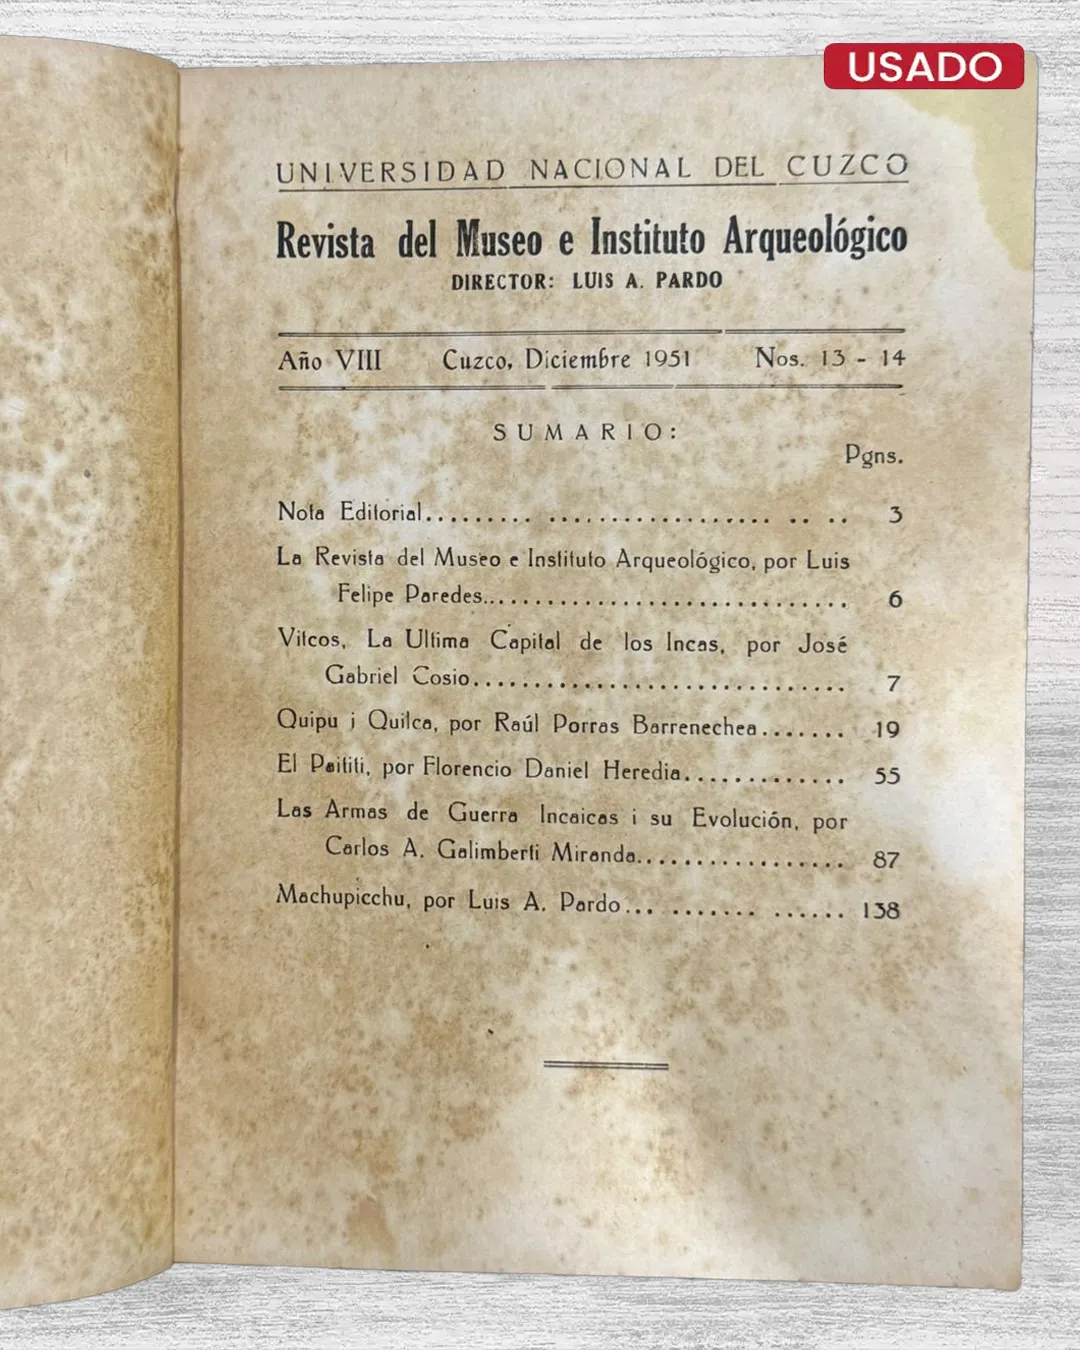 USADO
UNIVERSIDAD NACIONAL DEL CUZCO
Revista del Museo e Instituto Arqueológico
DIRECTOR: LUIS A. PARDO
Año VIII Cuzco, Diciembre 1951 Nos. 13 - 14
SUMARIO:
Pgns.
Nota Editorial......... .................. .. .. 3
La Revista del Museo e Instituto Arqueológico, por Luis
Felipe Paredes.............................. 6
Vitcos, La Ultima Capital de los Incas, por José
Gabriel Cosio.............................. 7
Quipu i Quilca, por Raúl Porras Barrenechea....... 19
El Paititi, por Florencio Daniel Heredia............. 55
Las Armas de Guerra Incaicas i su Evolución, por
Carlos A. Galimberti Miranda................. 87
Machupicchu, por Luis A. Pardo... ....... ...... 138